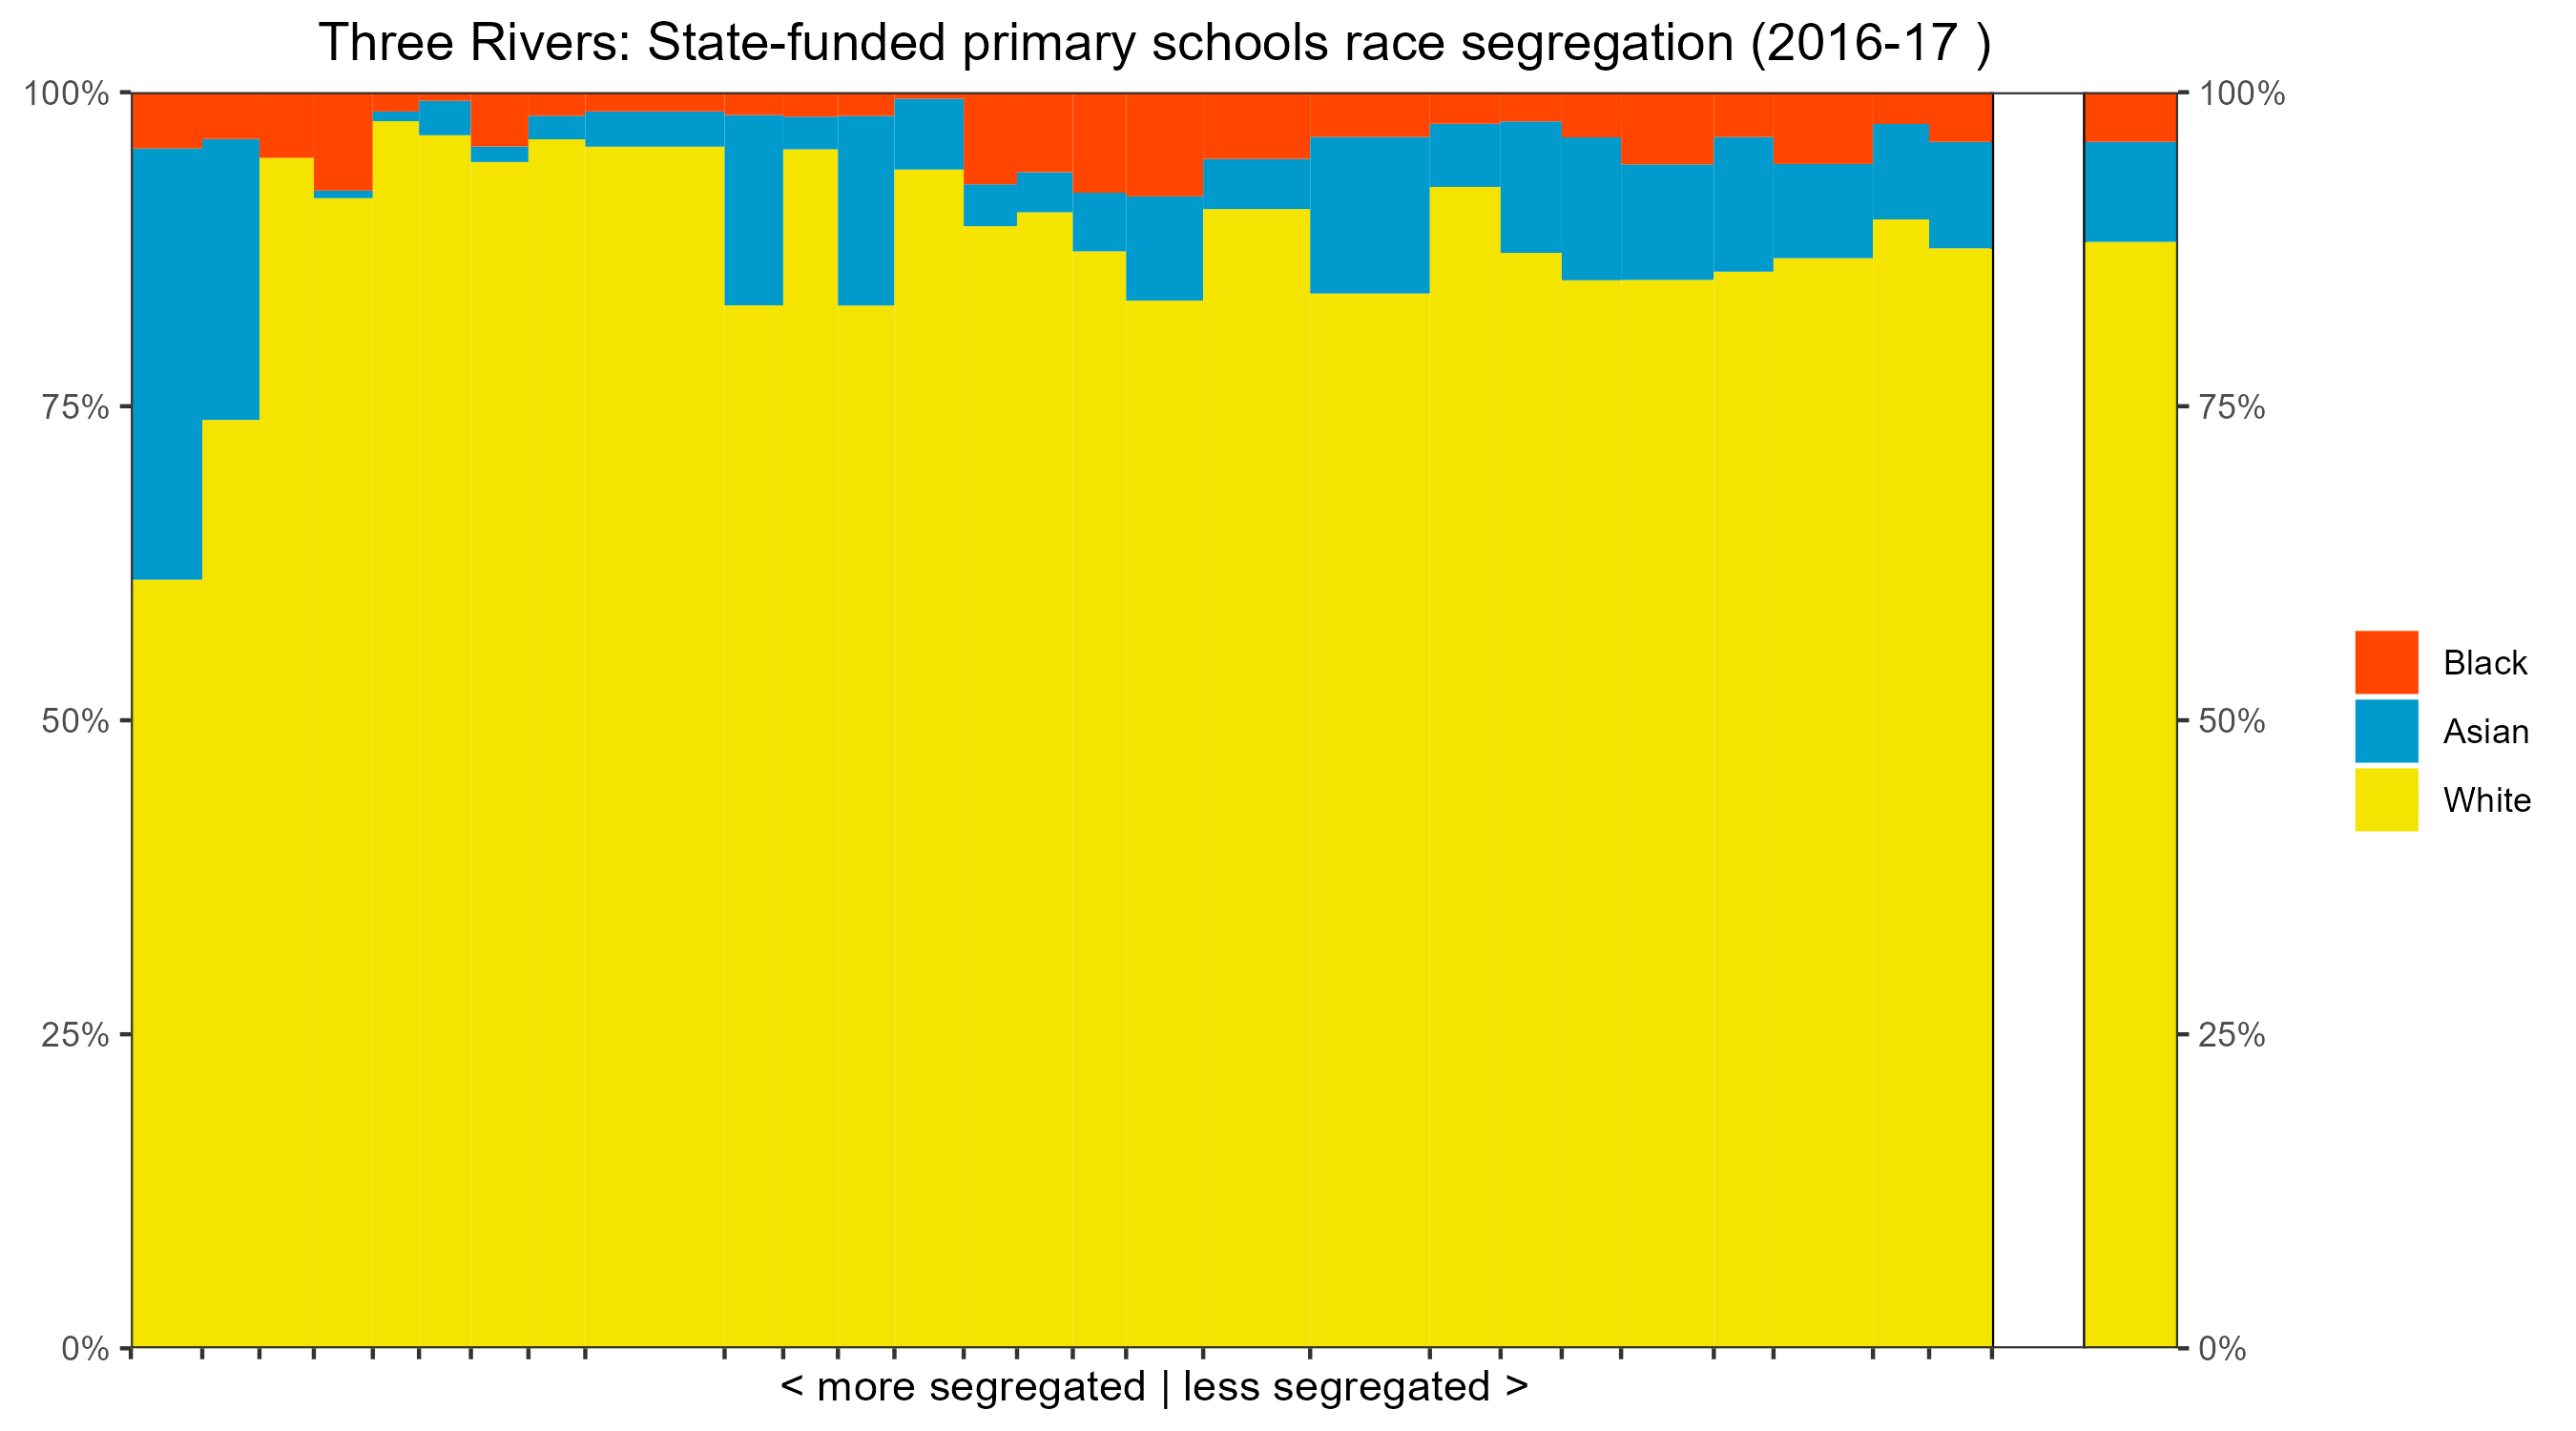 Three Rivers: State-funded primary schools race segregation (2016-17 )
100%
75%
50%
25%
0%
100%
75%
50%
25%
0%
Black
Asian
White
< more segregated | less segregated >